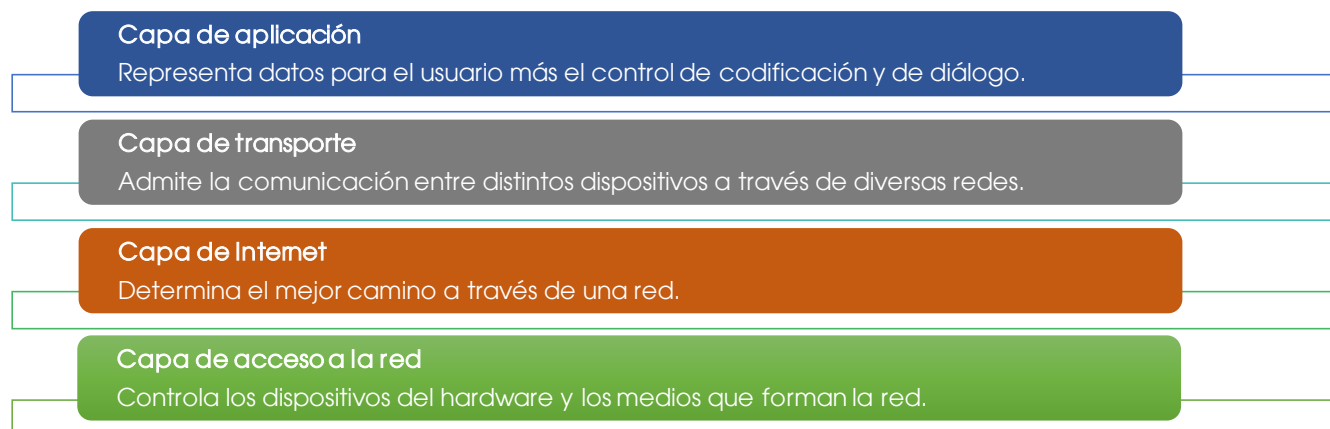 Capa de aplicación
Representa datos para el usuario más el control de codificación y de diálogo.
Capa de transporte
Admite la comunicación entre distintos dispositivos a través de diversas redes.
Capa de Internet
Determina el mejor camino a través de una red.
Capa de acceso a la red
Controla los dispositivos del hardware y los medios que forman la red.